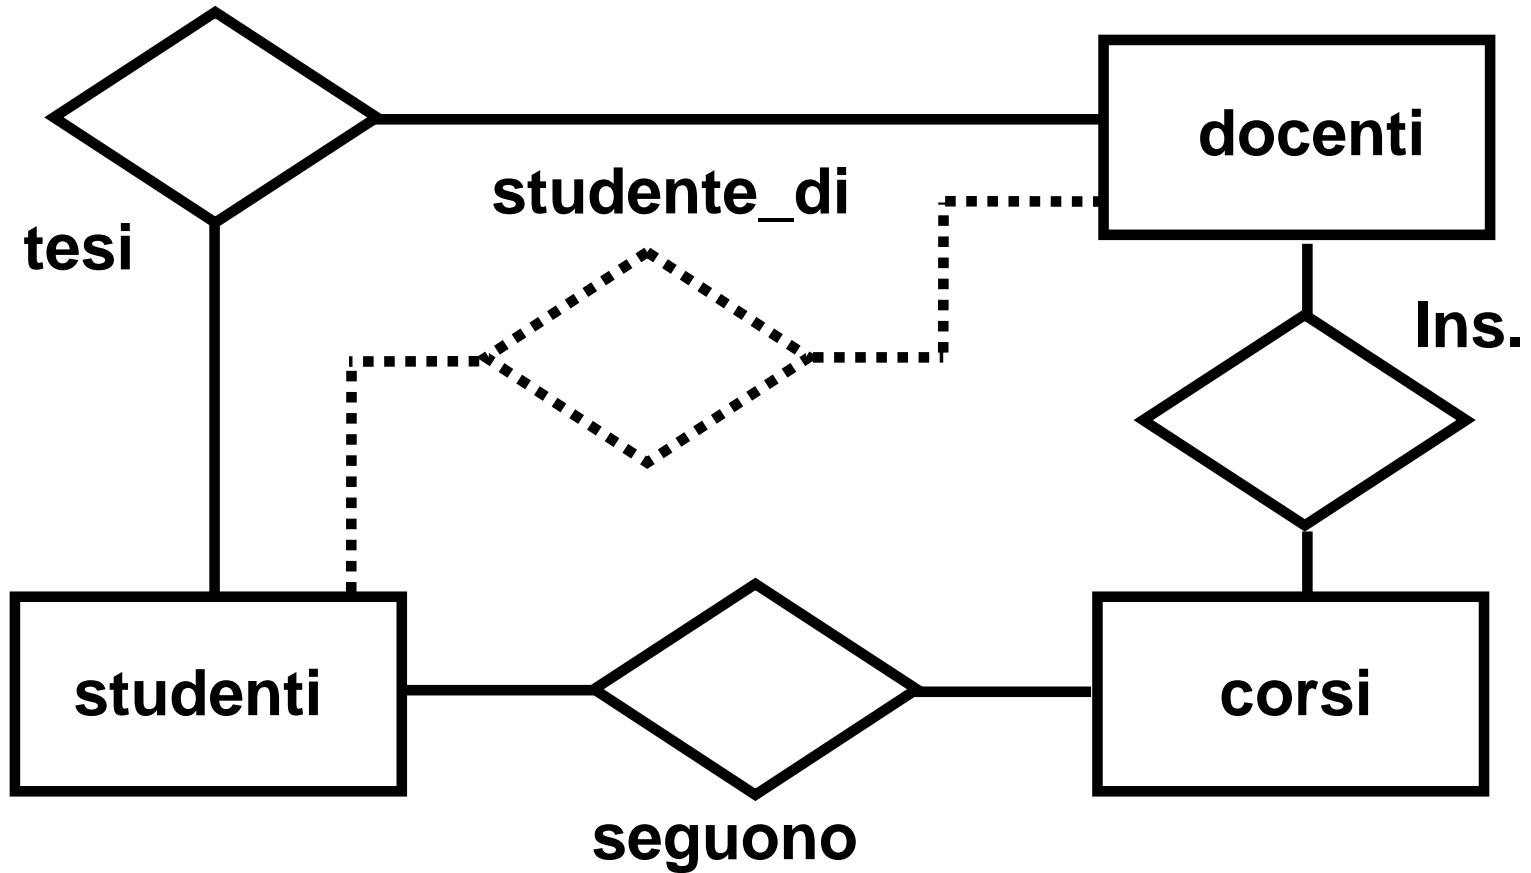 docenti
studente_di
tesi
Ins.
studenti
corsi
seguono